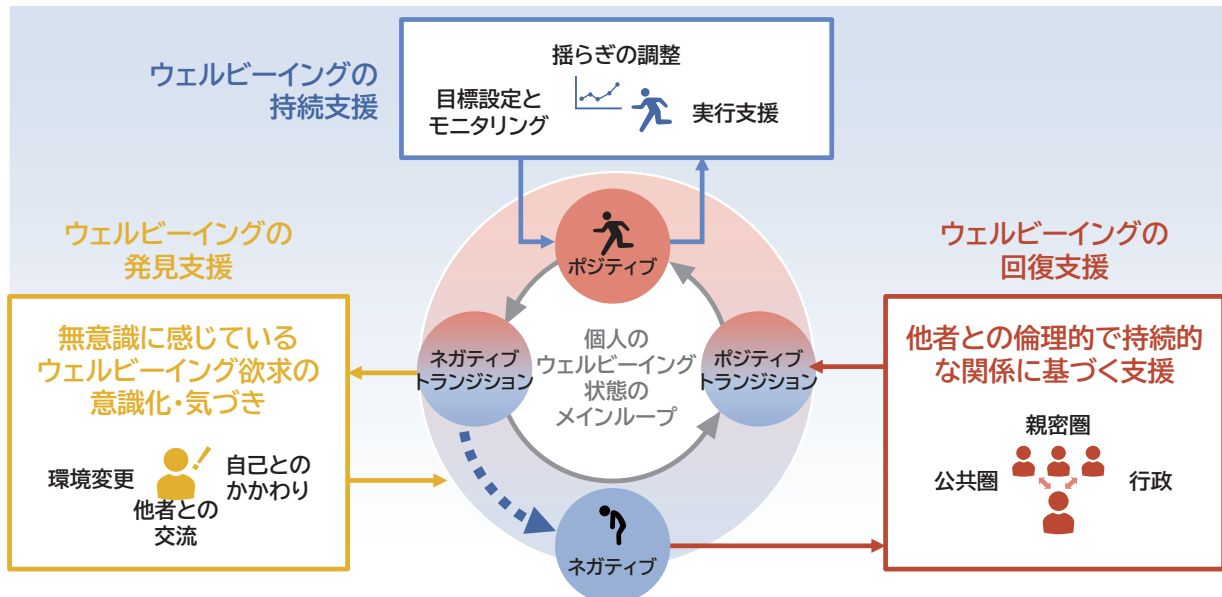 ウェルビーイングの
持続支援
揺らぎの調整
目標設定と
モニタリング
実行支援
ウェルビーイングの
発見支援
無意識に感じている
ウェルビーイング欲求の
意識化・気づき
環境変更
自己との
かかわり
他者との
交流
ポジティブ
ネガティブ
トランジション
個人の
ウェルビーイング
状態の
メインループ
ポジティブ
トランジション
ネガティブ
ウェルビーイングの
回復支援
他者との倫理的で持続的
な関係に基づく支援
親密圏
公共圏
行政